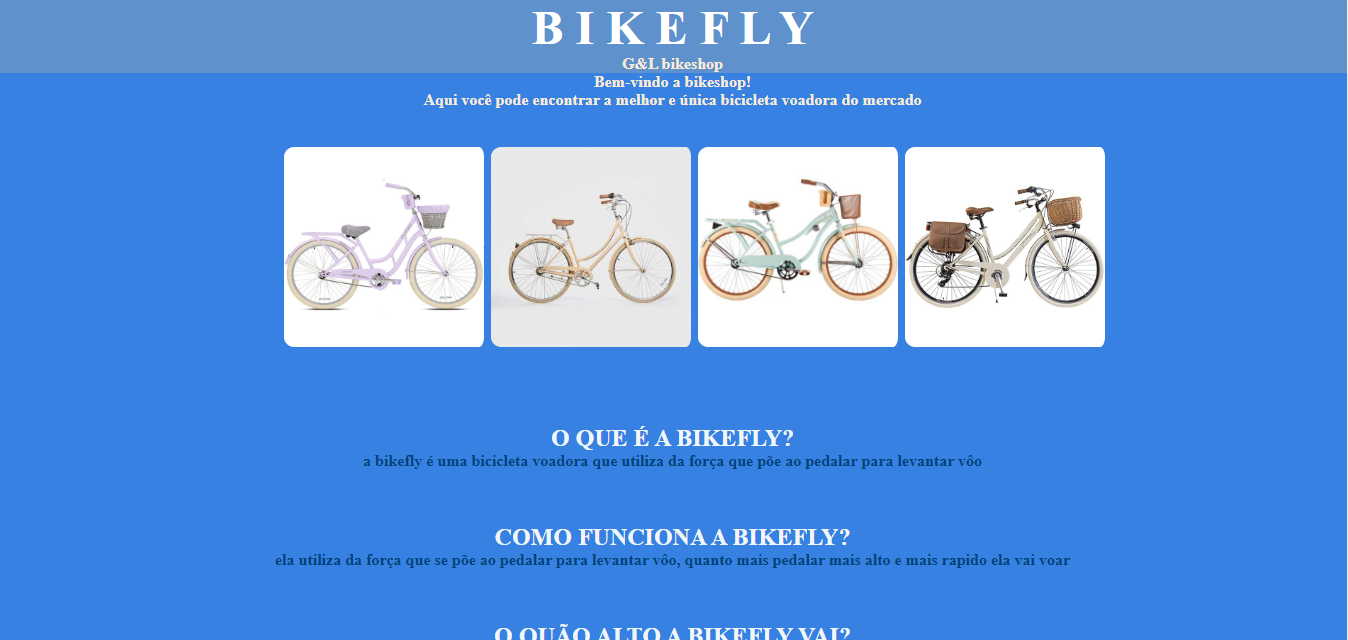 B I K E F L Y
G&L bikeshop
Bem-vindo a bikeshop!
Aqui você pode encontrar a melhor e única bicicleta voadora do mercado
O QUE É A BIKEFLY?
a bikefly é uma bicicleta voadora que utiliza da força que põe ao pedalar para levantar vôo
COMO FUNCIONA A BIKEFLY?
ela utiliza da força que se põe ao pedalar para levantar vôo, quanto mais pedalar mais alto e mais rapido ela vai voar
O QUÃO ALTO A BIKEFLY VAI?